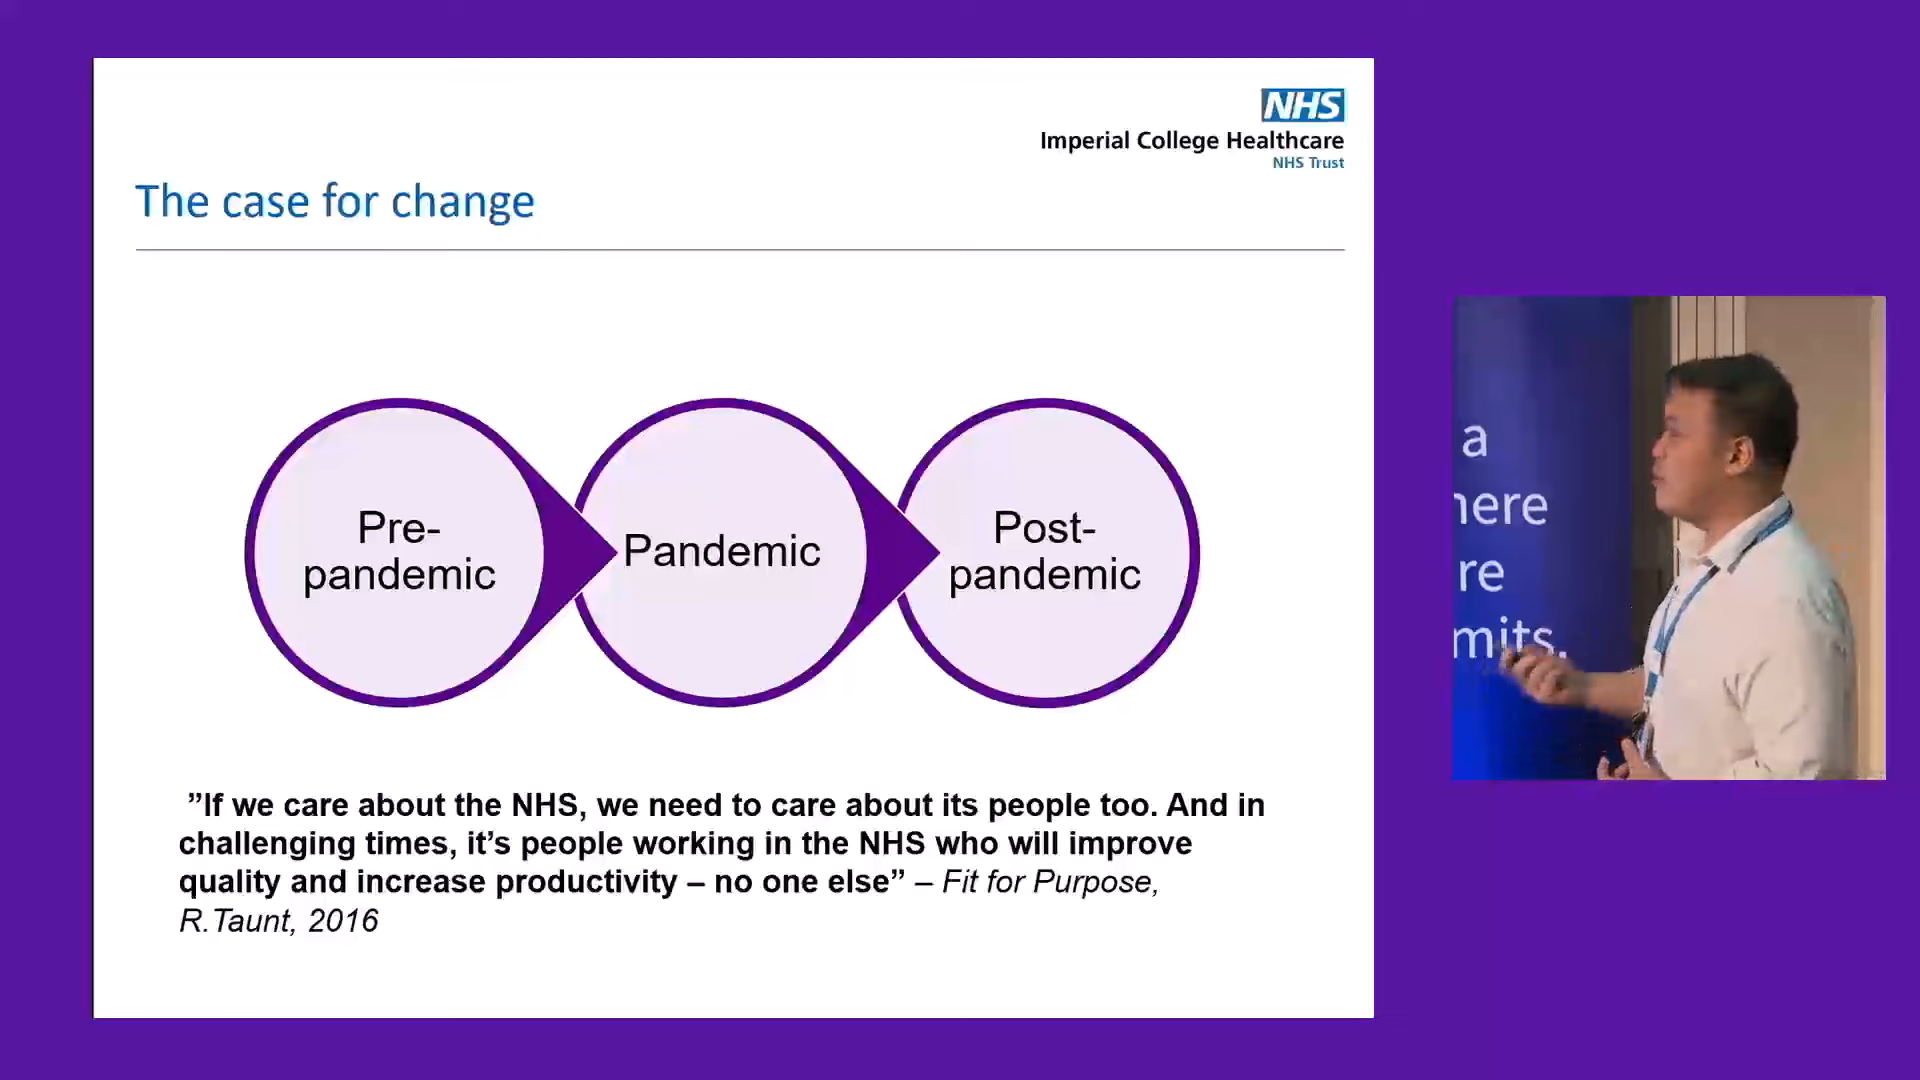 NHS
Imperial College Healthcare
NHS Trust
The case for change
Pre-
pandemic
Pandemic
Post-
pandemic
”If we care about the NHS, we need to care about its people too. And in
challenging times, it’s people working in the NHS who will improve
quality and increase productivity – no one else” – Fit for Purpose,
R.Taunt, 2016
a
re